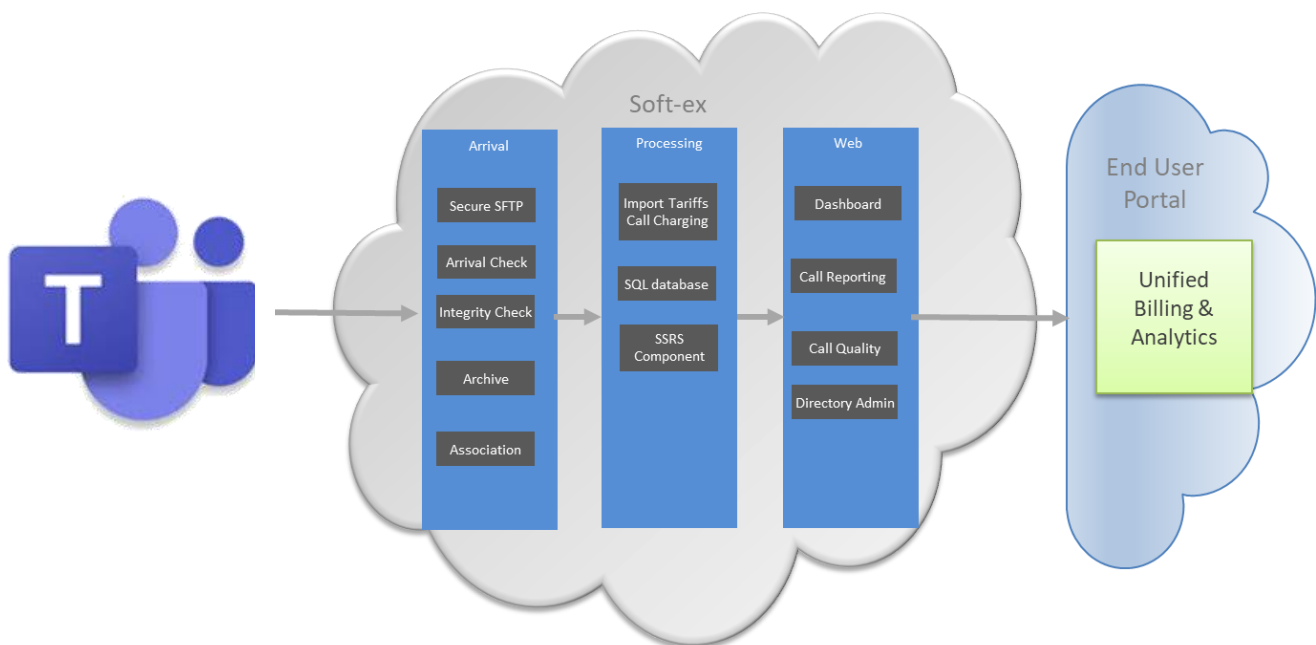 Soft-ex
Arrival
Secure SFTP
Arrival Check
Integrity Check
Archive
Association
Processing
Import Tariffs
Call Charging
SQL database
SSRS
Component
Web
Dashboard
Call Reporting
Call Quality
Directory Admin
End User
Portal
Unified
Billing &
Analytics
T